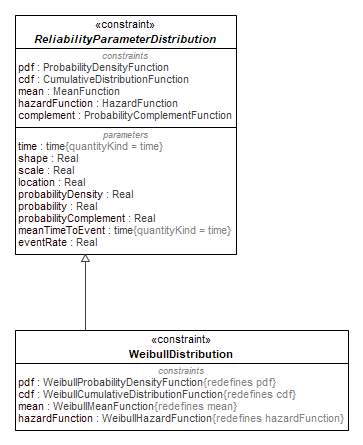 «constraint»
ReliabilityParameterDistribution
constraints
pdf : ProbabilityDensityFunction
cdf : CumulativeDistributionFunction
mean : MeanFunction
hazardFunction : HazardFunction
complement : ProbabilityComplementFunction
parameters
time : time{quantityKind = time}
shape : Real
scale : Real
location : Real
probabilityDensity : Real
probability : Real
probabilityComplement : Real
meanTimeToEvent : time{quantityKind = time}
eventRate : Real
«constraint»
WeibullDistribution
constraints
pdf : WeibullProbabilityDensityFunction{redefines pdf}
cdf : WeibullCumulativeDistributionFunction{redefines cdf}
mean : WeibullMeanFunction{redefines mean}
hazardFunction : WeibullHazardFunction{redefines hazardFunction}